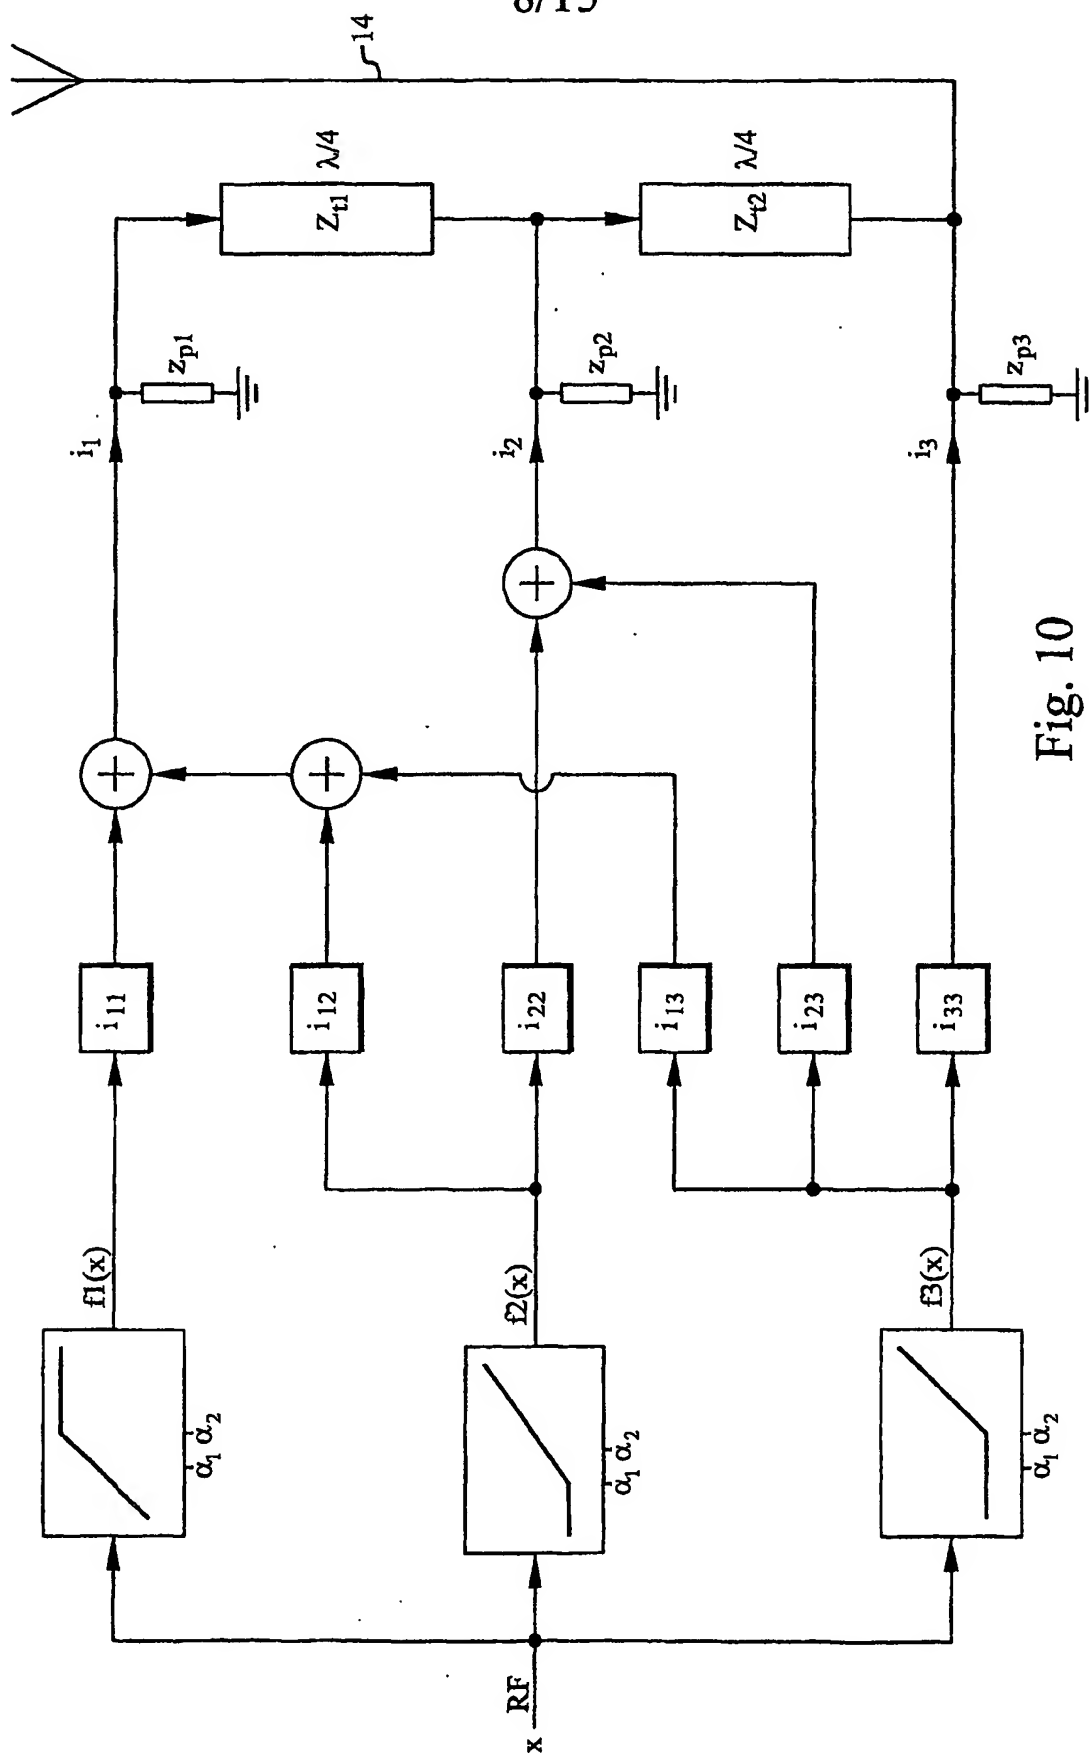 8/15
x RF
f1(x)
α1 α2
f2(x)
α1 α2
f3(x)
α1 α2
i11
i12
i22
i13
i23
i33
+
+
+
i1
i2
i3
zp1
zp2
zp3
Zt1 λ/4
Zt2 λ/4
14
Fig. 10